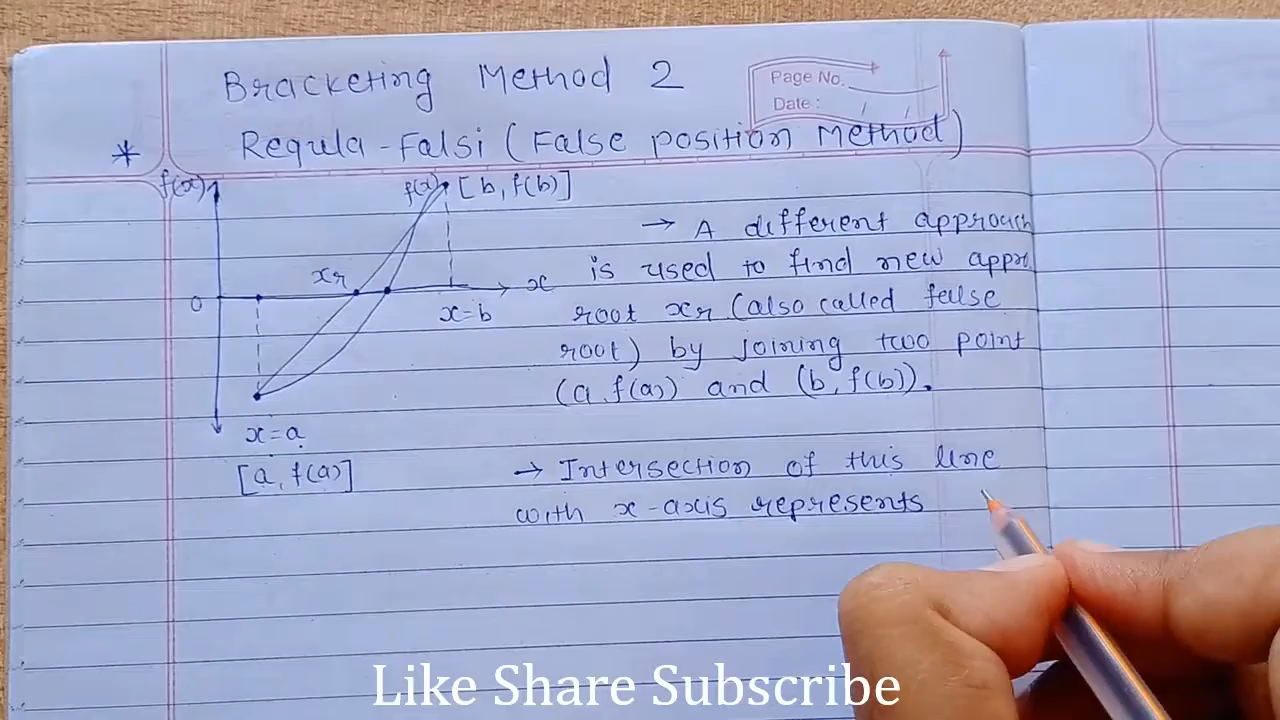 Bracketing Method 2
Page No.
Date :
* Regula-Falsi (False position Method)
f(x)
f(x) [b, f(b)]
→ A different approach
xr
x
is used to find new appr.
0
x=b
root xr (also called false
root) by joining two point
(a, f(a)) and (b, f(b)).
x=a
→ Intersection of this line
[a, f(a)]
with x-axis represents
Like Share Subscribe